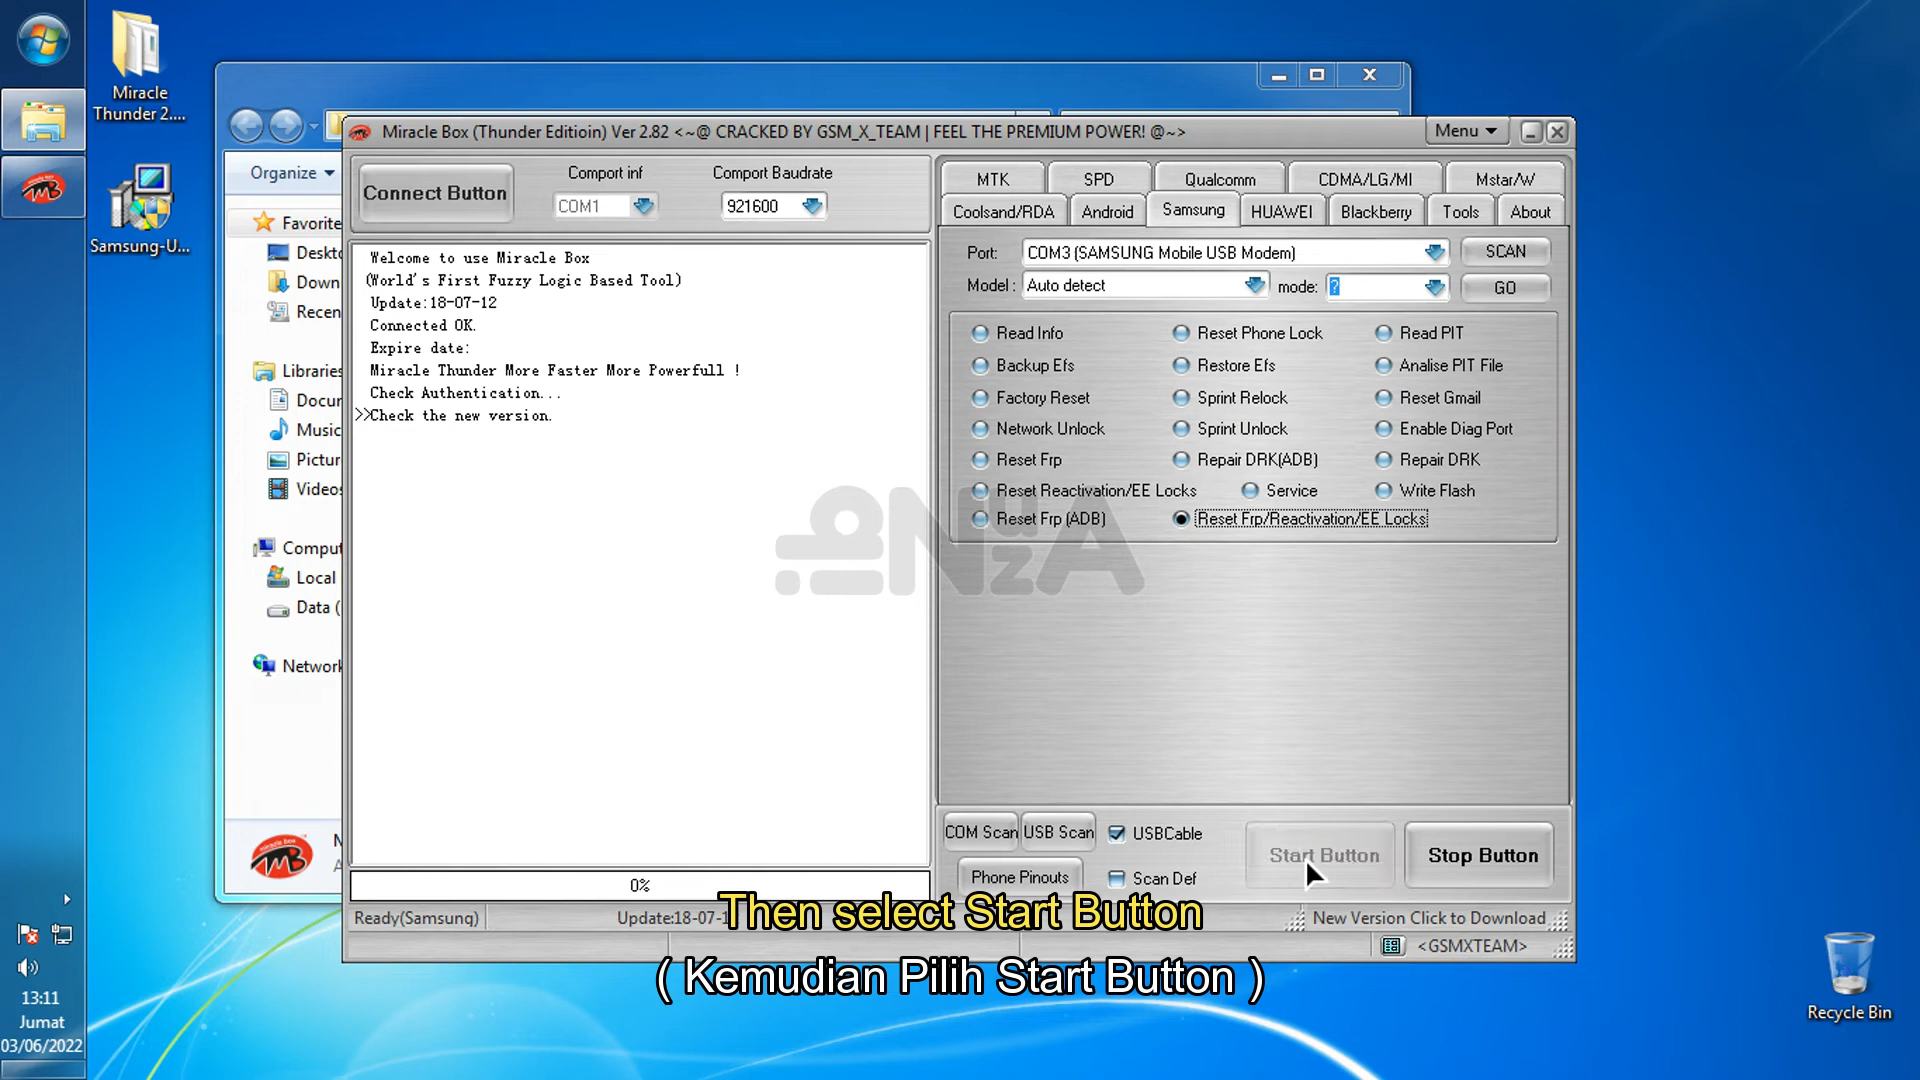 Miracle
Thunder 2....
Samsung-U...
Organize
Favorite
Deskto
Down
Recen
Libraries
Docur
Music
Pictur
Videos
Comput
Local
Data (
Network
Miracle Box (Thunder Editioin) Ver 2.82 <~@ CRACKED BY GSM_X_TEAM | FEEL THE PREMIUM POWER! @~>
Menu
Connect Button
Comport inf
COM1
Comport Baudrate
921600
Welcome to use Miracle Box
(World's First Fuzzy Logic Based Tool)
Update:18-07-12
Connected OK.
Expire date:
Miracle Thunder More Faster More Powerfull !
Check Authentication...
>>Check the new version.
0%
MTK
SPD
Qualcomm
CDMA/LG/MI
Mstar/W
Coolsand/RDA
Android
Samsung
HUAWEI
Blackberry
Tools
About
Port:
COM3 (SAMSUNG Mobile USB Modem)
SCAN
Model :
Auto detect
mode:
?
GO
Read Info
Reset Phone Lock
Read PIT
Backup Efs
Restore Efs
Analise PIT File
Factory Reset
Sprint Relock
Reset Gmail
Network Unlock
Sprint Unlock
Enable Diag Port
Reset Frp
Repair DRK(ADB)
Repair DRK
Reset Reactivation/EE Locks
Service
Write Flash
Reset Frp (ADB)
Reset Frp/Reactivation/EE Locks
COM Scan
USB Scan
USBCable
Phone Pinouts
Scan Def
Start Button
Stop Button
Ready(Samsung)
Update:18-07-1
New Version Click to Download
<GSMXTEAM>
Then select Start Button
( Kemudian Pilih Start Button )
13:11
Jumat
03/06/2022
Recycle Bin